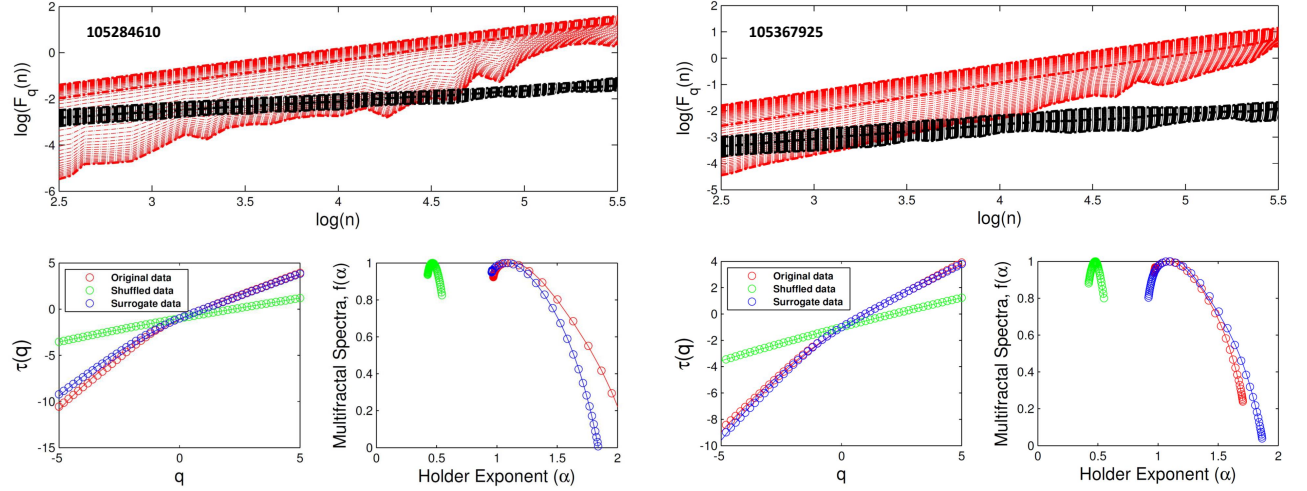 105284610
log(F_q(n))
2
0
-2
-4
-6
2.5 3 3.5 4 4.5 5 5.5
log(n)
105367925
log(F_q(n))
2
1
0
-1
-2
-3
-4
-5
2.5 3 3.5 4 4.5 5 5.5
log(n)
τ(q)
5
0
-5
-10
-15
Original data
Shuffled data
Surrogate data
-5 0 5
q
Multifractal Spectra, f(α)
1
0.8
0.6
0.4
0.2
0
0 0.5 1 1.5 2
Holder Exponent (α)
τ(q)
4
2
0
-2
-4
-6
-8
-10
Original data
Shuffled data
Surrogate data
-5 0 5
q
Multifractal Spectra, f(α)
1
0.8
0.6
0.4
0.2
0
0 0.5 1 1.5 2
Holder Exponent (α)